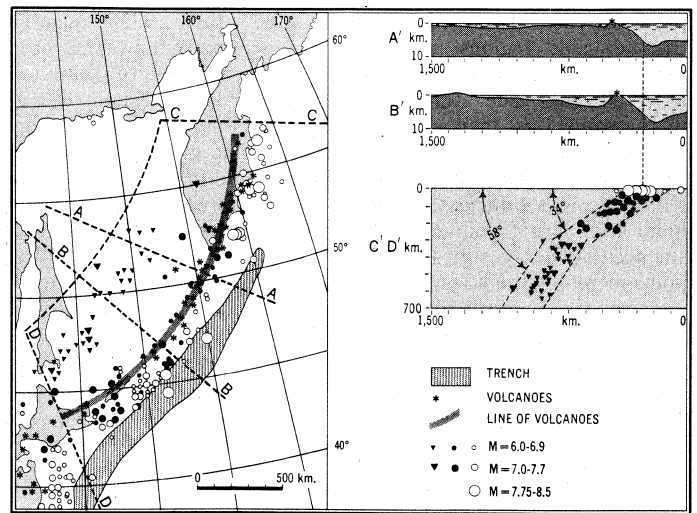 150° 160° 170°
60°
C C
A
B
50°
A
D
B
40°
D
0 500 km.
A' 0
km.
10
1,500 km. 0
B' 0
km.
10
1,500 km. 0
0
34°
58°
C' D' km.
700
1,500 km. 0
TRENCH
VOLCANOES
LINE OF VOLCANOES
M = 6.0-6.9
M = 7.0-7.7
M = 7.75-8.5